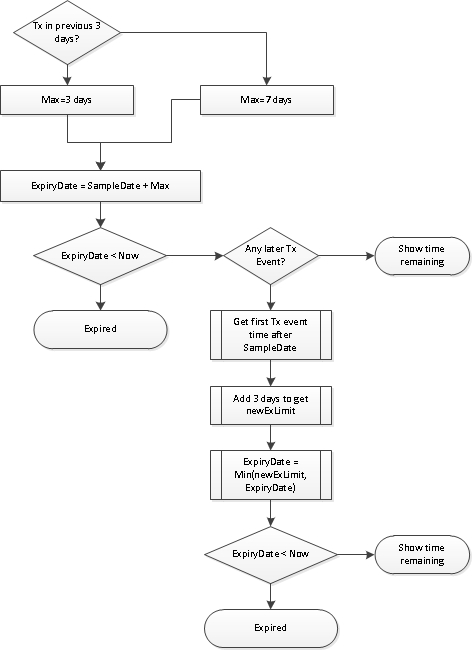 Tx in previous 3
days?
Max=3 days
Max=7 days
ExpiryDate = SampleDate + Max
ExpiryDate < Now
Any later Tx
Event?
Show time
remaining
Expired
Get first Tx event
time after
SampleDate
Add 3 days to get
newExLimit
ExpiryDate =
Min(newExLimit,
ExpiryDate)
ExpiryDate < Now
Show time
remaining
Expired